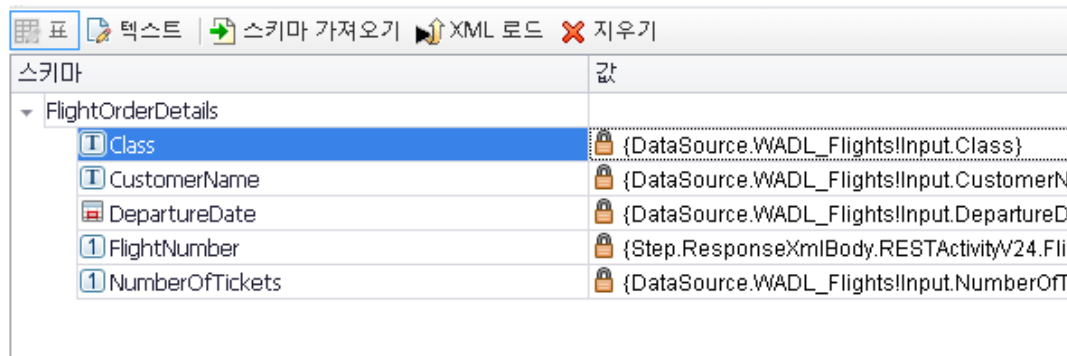 표 텍스트 스키마 가져오기 XML 로드 지우기
스키마 값
FlightOrderDetails
Class {DataSource.WADL_Flights!Input.Class}
CustomerName {DataSource.WADL_Flights!Input.CustomerN
DepartureDate {DataSource.WADL_Flights!Input.DepartureD
FlightNumber {Step.ResponseXmlBody.RESTActivityV24.Fli
NumberOfTickets {DataSource.WADL_Flights!Input.NumberOfT